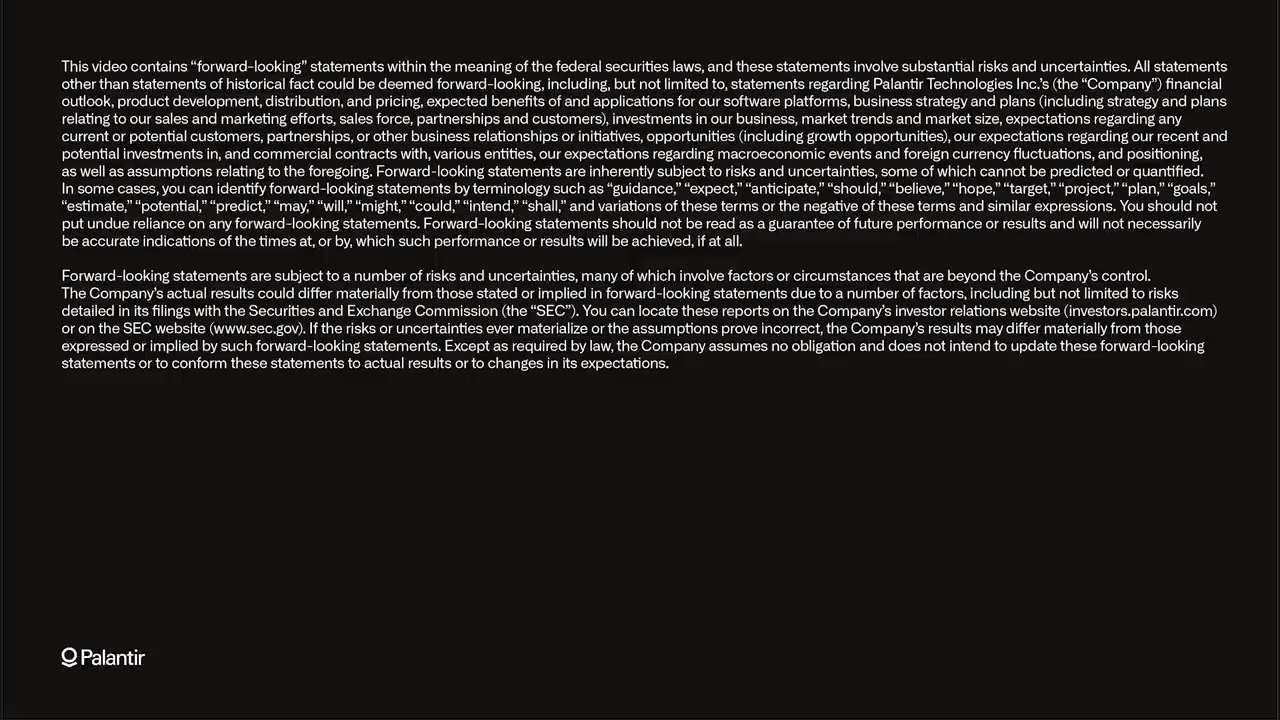 This video contains “forward-looking” statements within the meaning of the federal securities laws, and these statements involve substantial risks and uncertainties. All statements
other than statements of historical fact could be deemed forward-looking, including, but not limited to, statements regarding Palantir Technologies Inc.’s (the “Company”) financial
outlook, product development, distribution, and pricing, expected benefits of and applications for our software platforms, business strategy and plans (including strategy and plans
relating to our sales and marketing efforts, sales force, partnerships and customers), investments in our business, market trends and market size, expectations regarding any
current or potential customers, partnerships, or other business relationships or initiatives, opportunities (including growth opportunities), our expectations regarding our recent and
potential investments in, and commercial contracts with, various entities, our expectations regarding macroeconomic events and foreign currency fluctuations, and positioning,
as well as assumptions relating to the foregoing. Forward-looking statements are inherently subject to risks and uncertainties, some of which cannot be predicted or quantified.
In some cases, you can identify forward-looking statements by terminology such as “guidance,” “expect,” “anticipate,” “should,” “believe,” “hope,” “target,” “project,” “plan,” “goals,”
“estimate,” “potential,” “predict,” “may,” “will,” “might,” “could,” “intend,” “shall,” and variations of these terms or the negative of these terms and similar expressions. You should not
put undue reliance on any forward-looking statements. Forward-looking statements should not be read as a guarantee of future performance or results and will not necessarily
be accurate indications of the times at, or by, which such performance or results will be achieved, if at all.
Forward-looking statements are subject to a number of risks and uncertainties, many of which involve factors or circumstances that are beyond the Company’s control.
The Company’s actual results could differ materially from those stated or implied in forward-looking statements due to a number of factors, including but not limited to risks
detailed in its filings with the Securities and Exchange Commission (the “SEC”). You can locate these reports on the Company’s investor relations website (investors.palantir.com)
or on the SEC website (www.sec.gov). If the risks or uncertainties ever materialize or the assumptions prove incorrect, the Company’s results may differ materially from those
expressed or implied by such forward-looking statements. Except as required by law, the Company assumes no obligation and does not intend to update these forward-looking
statements or to conform these statements to actual results or to changes in its expectations.
Palantir